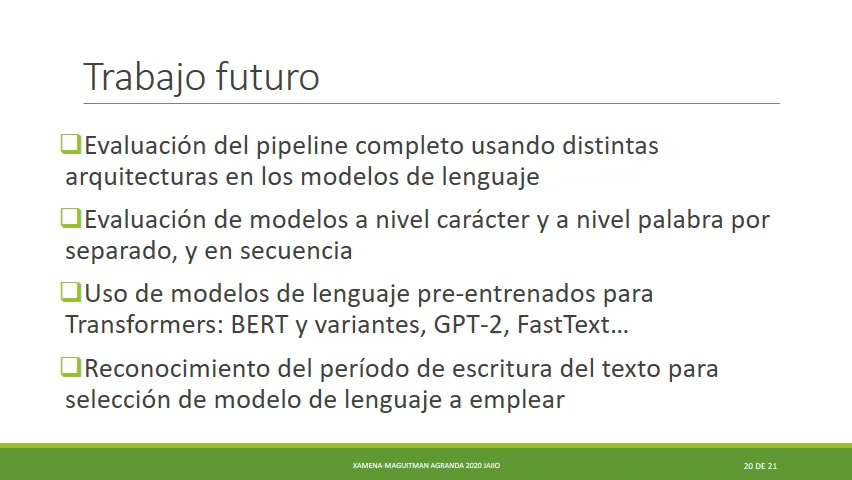 Trabajo futuro
Evaluación del pipeline completo usando distintas
arquitecturas en los modelos de lenguaje
Evaluación de modelos a nivel carácter y a nivel palabra por
separado, y en secuencia
Uso de modelos de lenguaje pre-entrenados para
Transformers: BERT y variantes, GPT-2, FastText...
Reconocimiento del período de escritura del texto para
selección de modelo de lenguaje a emplear
XAMENA-MAGUITMAN AGRANDA 2020 JAIIO
20 DE 21